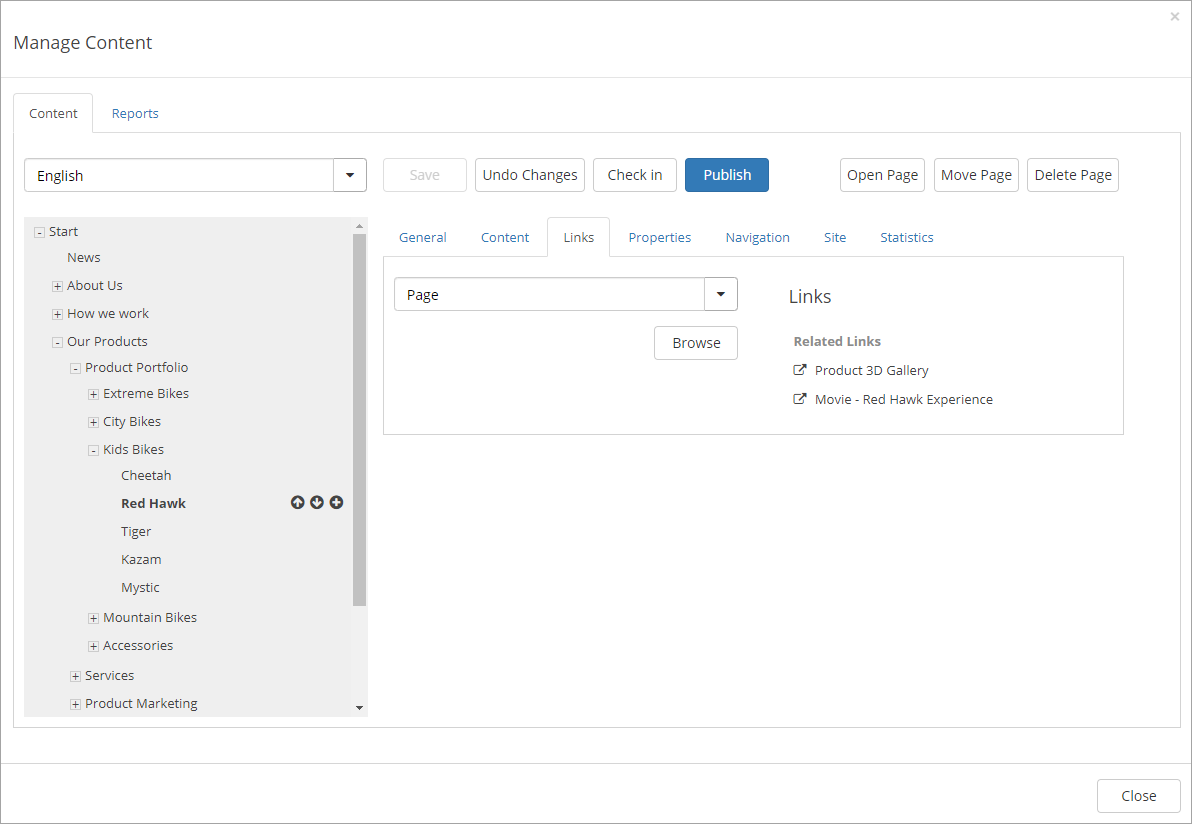 Manage Content
Content Reports
English
Save Undo Changes Check in Publish Open Page Move Page Delete Page
Start
News
About Us
How we work
Our Products
Product Portfolio
Extreme Bikes
City Bikes
Kids Bikes
Cheetah
Red Hawk
Tiger
Kazam
Mystic
Mountain Bikes
Accessories
Services
Product Marketing
General Content Links Properties Navigation Site Statistics
Page
Browse
Links
Related Links
Product 3D Gallery
Movie - Red Hawk Experience
Close